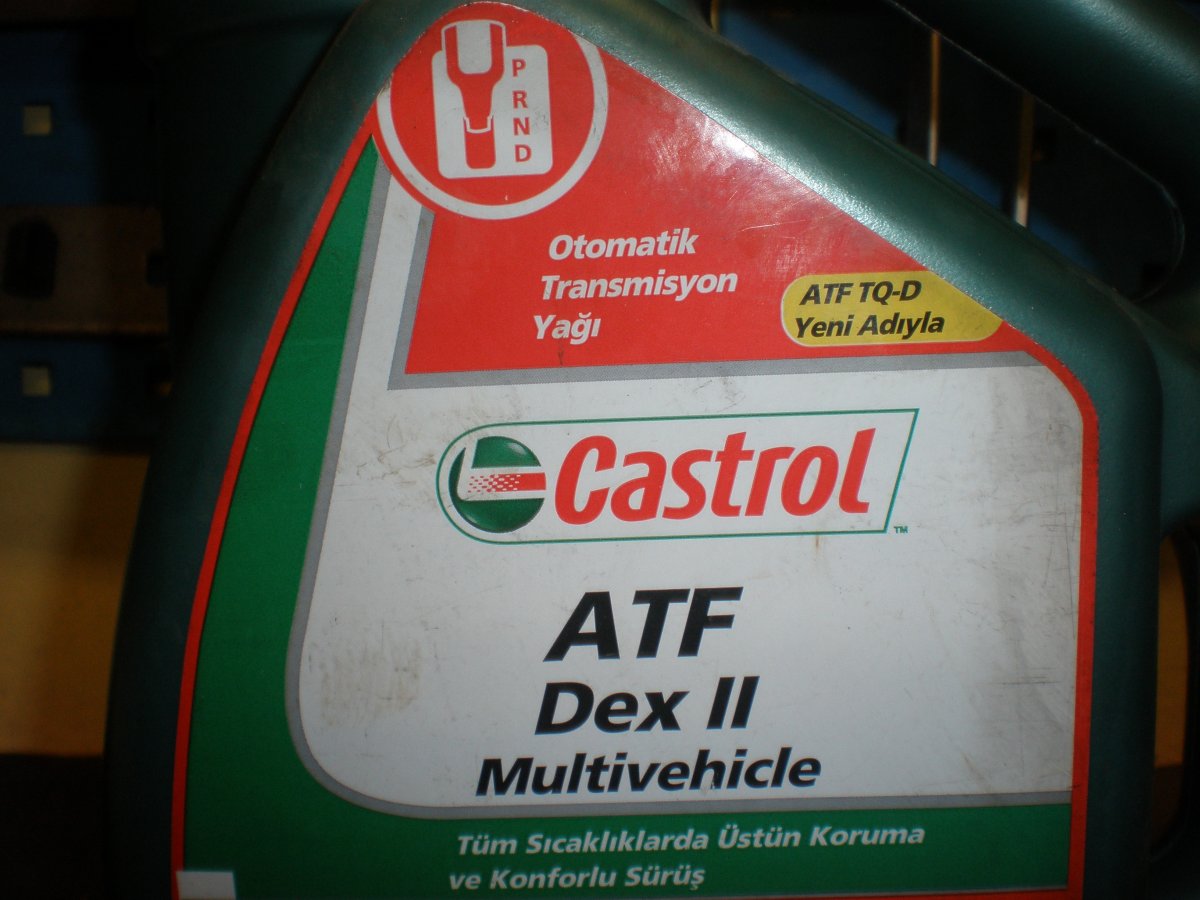 P
R
N
D
Otomatik
Transmisyon
Yağı
ATF TQ-D
Yeni Adıyla
Castrol
TM
ATF
Dex II
Multivehicle
Tüm Sıcaklıklarda Üstün Koruma
ve Konforlu Sürüş